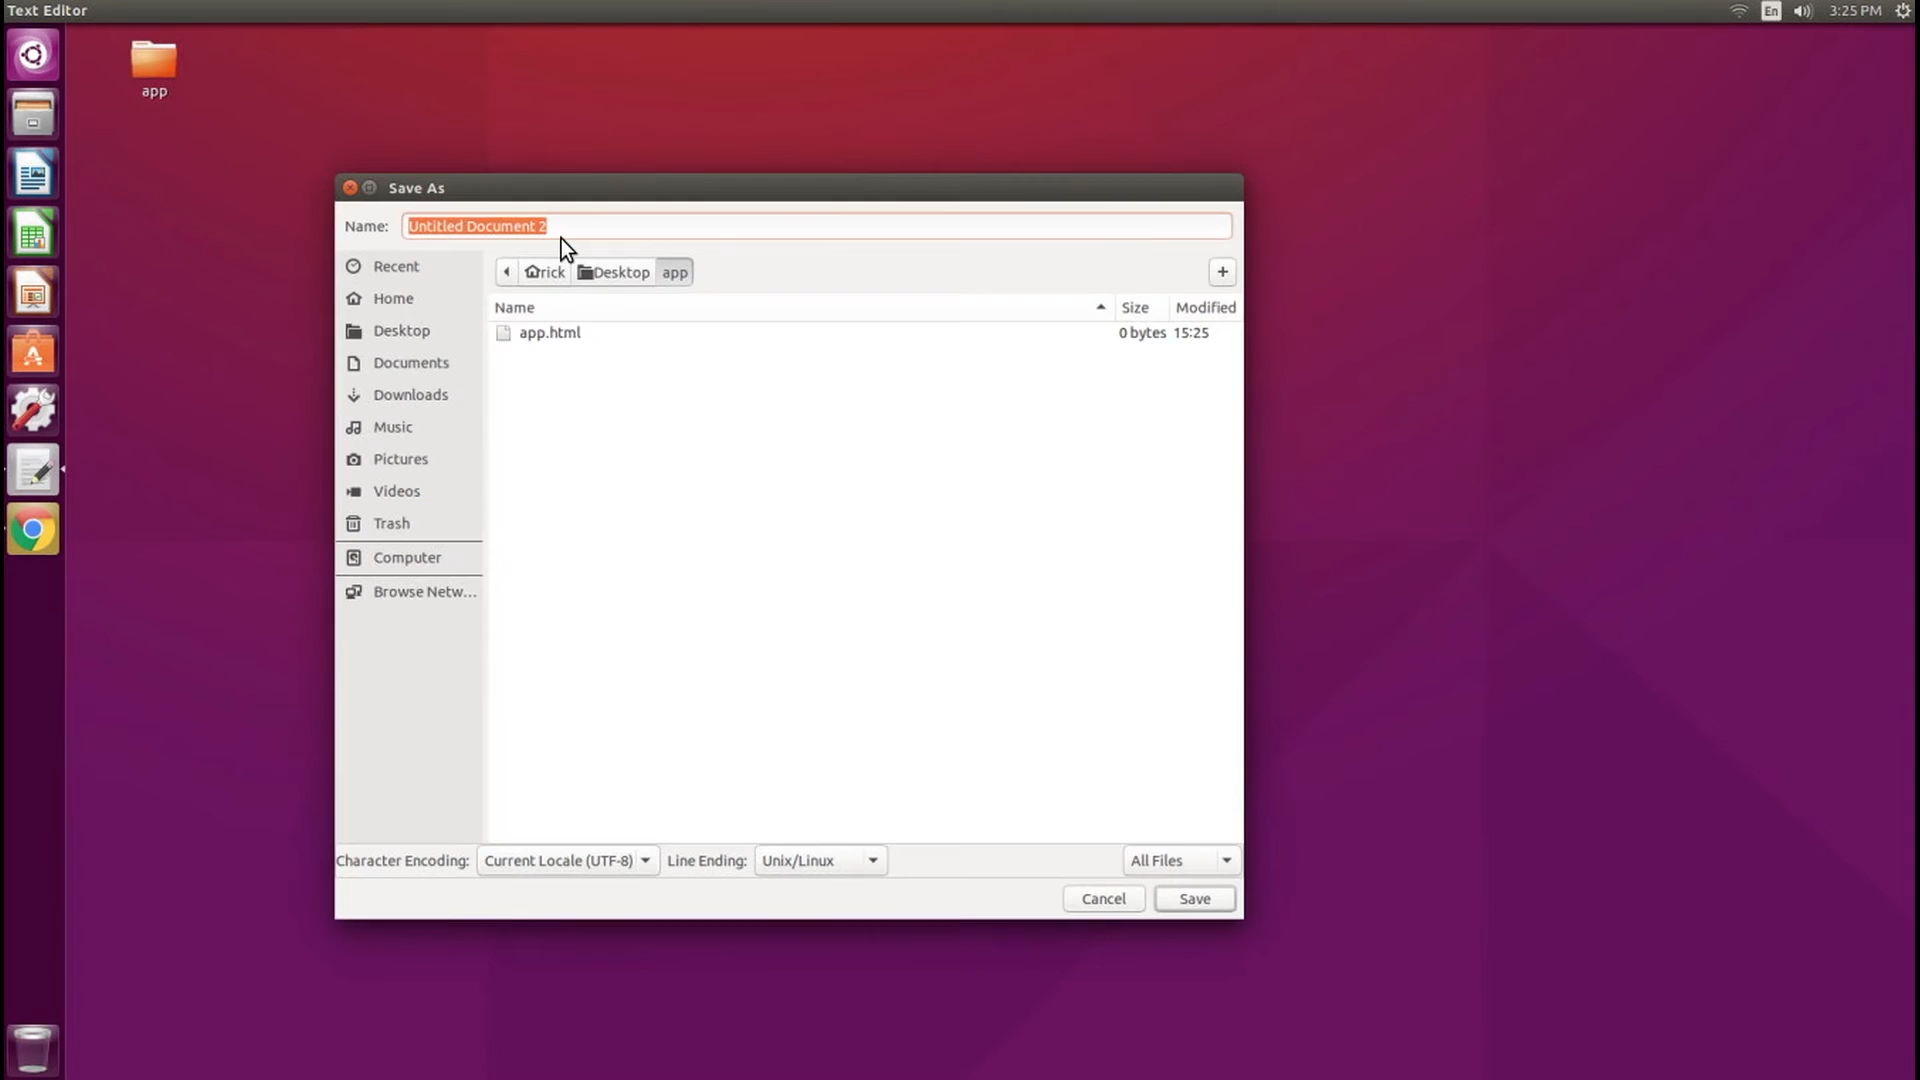 Text Editor
En
3:25 PM
app
Save As
Name: Untitled Document 2
Recent
Home
Desktop
Documents
Downloads
Music
Pictures
Videos
Trash
Computer
Browse Netw...
rick Desktop app
+
Name Size Modified
app.html 0 bytes 15:25
Character Encoding: Current Locale (UTF-8) Line Ending: Unix/Linux All Files
Cancel Save